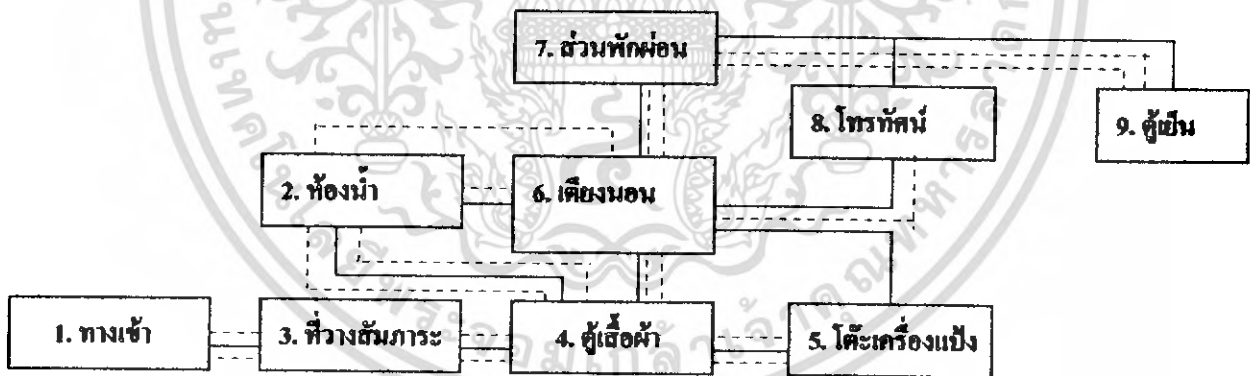 7. ส่วนพักผ่อน
8. โทรทัศน์
9. ตู้เย็น
2. ห้องน้ำ
6. เตียงนอน
1. ทางเข้า
3. ที่วางสัมภาระ
4. ตู้เสื้อผ้า
5. โต๊ะเครื่องแป้ง